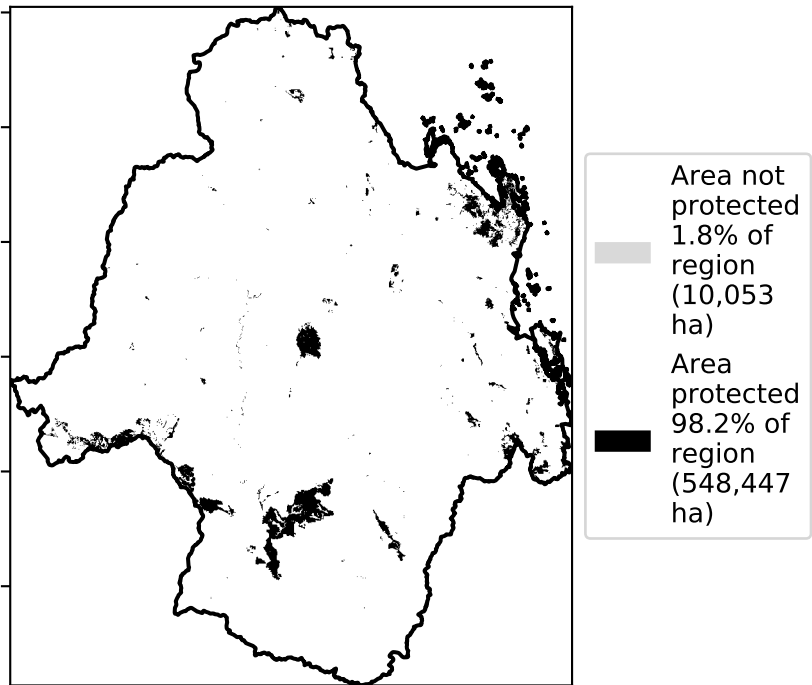 Area not
protected
1.8% of
region
(10,053
ha)
Area
protected
98.2% of
region
(548,447
ha)